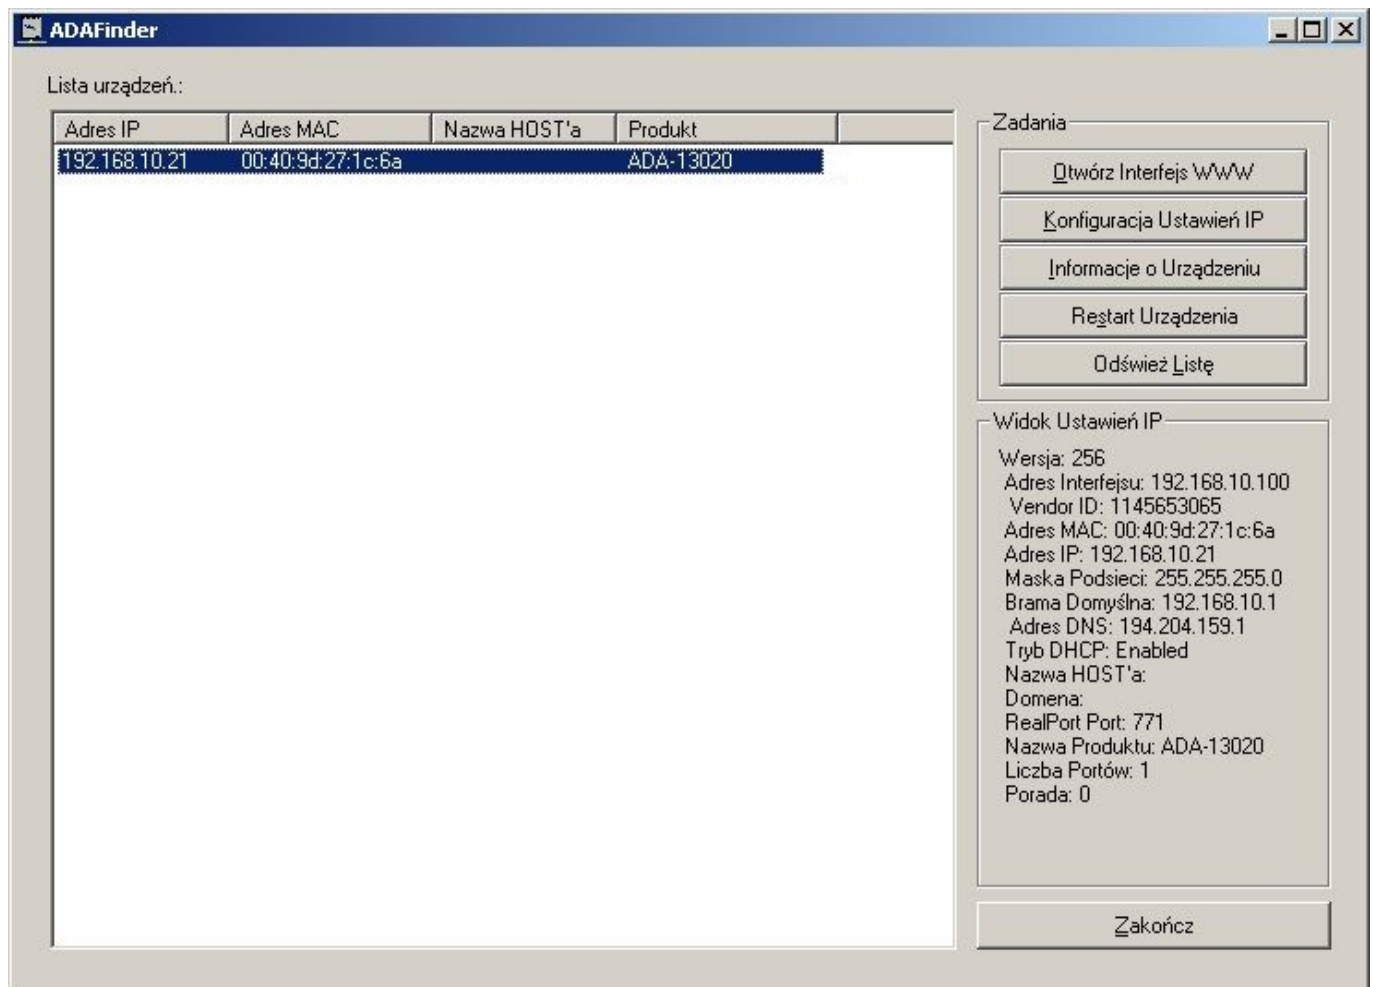 ADAFinder
Lista urządzeń.:
Adres IP Adres MAC Nazwa HOST'a Produkt
192.168.10.21 00:40:9d:27:1c:6a ADA-13020
Zadania
Otwórz Interfejs WWW
Konfiguracja Ustawień IP
Informacje o Urządzeniu
Restart Urządzenia
Odśwież Listę
Widok Ustawień IP
Wersja: 256
Adres Interfejsu: 192.168.10.100
Vendor ID: 1145653065
Adres MAC: 00:40:9d:27:1c:6a
Adres IP: 192.168.10.21
Maska Podsieci: 255.255.255.0
Brama Domyślna: 192.168.10.1
Adres DNS: 194.204.159.1
Tryb DHCP: Enabled
Nazwa HOST'a:
Domena:
RealPort Port: 771
Nazwa Produktu: ADA-13020
Liczba Portów: 1
Porada: 0
Zakończ